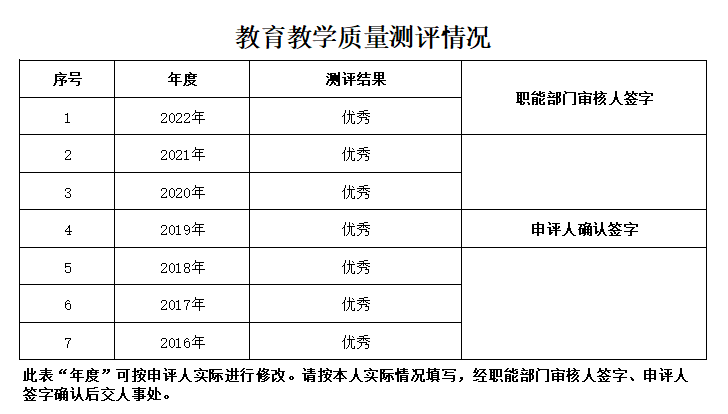 教育教学质量测评情况
序号 年度 测评结果 职能部门审核人签字
1 2022年 优秀
2 2021年 优秀
3 2020年 优秀
4 2019年 优秀 申评人确认签字
5 2018年 优秀
6 2017年 优秀
7 2016年 优秀
此表“年度”可按申评人实际进行修改。请按本人实际情况填写，经职能部门审核人签字、申评人
签字确认后交人事处。